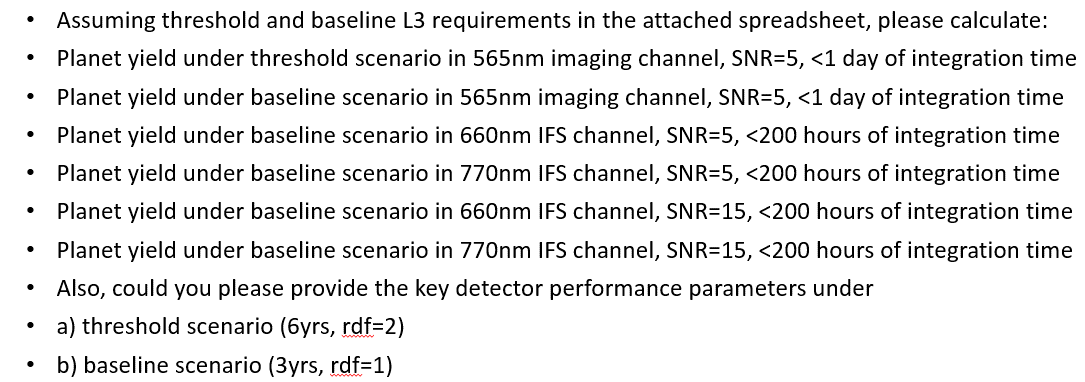 • Assuming threshold and baseline L3 requirements in the attached spreadsheet, please calculate:
• Planet yield under threshold scenario in 565nm imaging channel, SNR=5, <1 day of integration time
• Planet yield under baseline scenario in 565nm imaging channel, SNR=5, <1 day of integration time
• Planet yield under baseline scenario in 660nm IFS channel, SNR=5, <200 hours of integration time
• Planet yield under baseline scenario in 770nm IFS channel, SNR=5, <200 hours of integration time
• Planet yield under baseline scenario in 660nm IFS channel, SNR=15, <200 hours of integration time
• Planet yield under baseline scenario in 770nm IFS channel, SNR=15, <200 hours of integration time
• Also, could you please provide the key detector performance parameters under
• a) threshold scenario (6yrs, rdf=2)
• b) baseline scenario (3yrs, rdf=1)